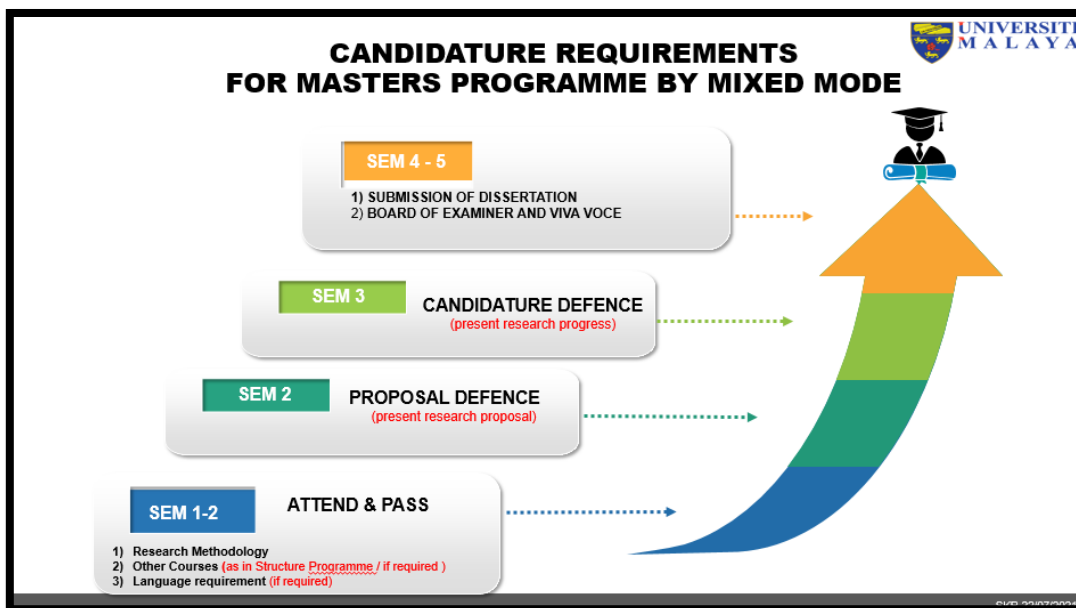 UNIVERSITI
MALAYA
CANDIDATURE REQUIREMENTS
FOR MASTERS PROGRAMME BY MIXED MODE
SEM 4 - 5
1) SUBMISSION OF DISSERTATION
2) BOARD OF EXAMINER AND VIVA VOCE
SEM 3
CANDIDATURE DEFENCE
(present research progress)
SEM 2
PROPOSAL DEFENCE
(present research proposal)
SEM 1-2
ATTEND & PASS
1) Research Methodology
2) Other Courses (as in Structure Programme / if required )
3) Language requirement (if required)